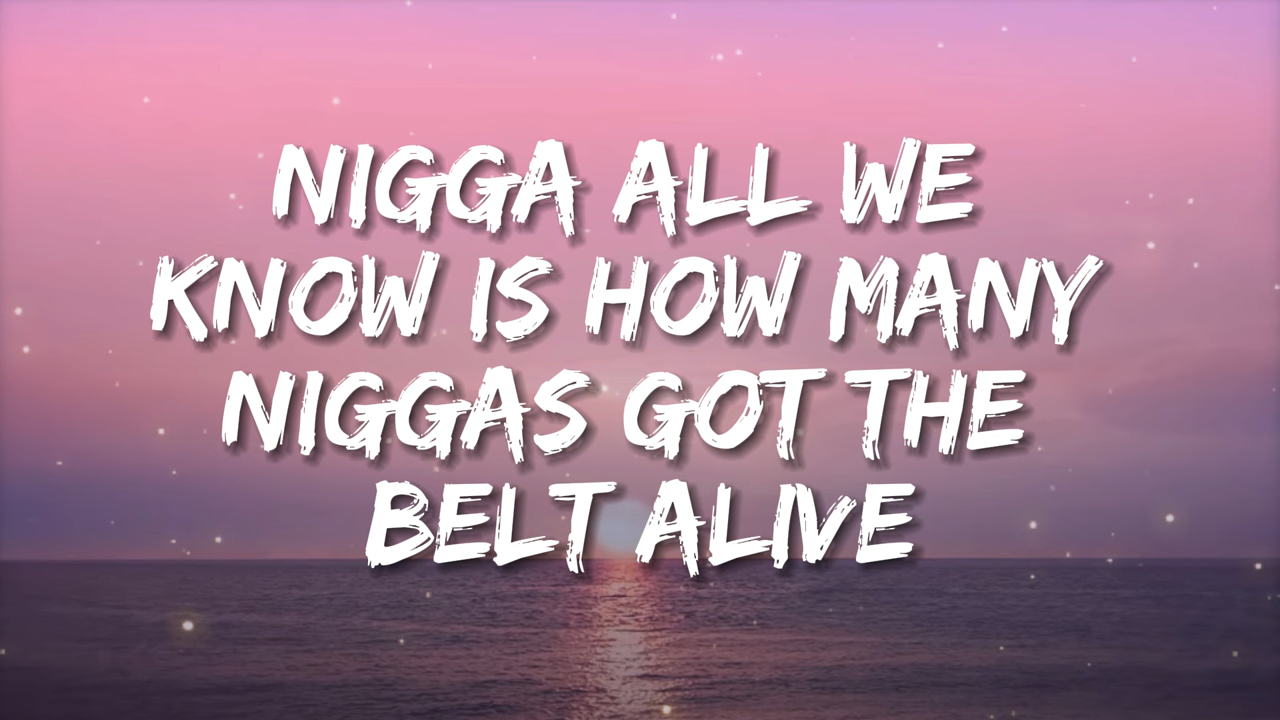 NIGGA ALL WE
KNOW IS HOW MANY
NIGGAS GOT THE
BELT ALIVE